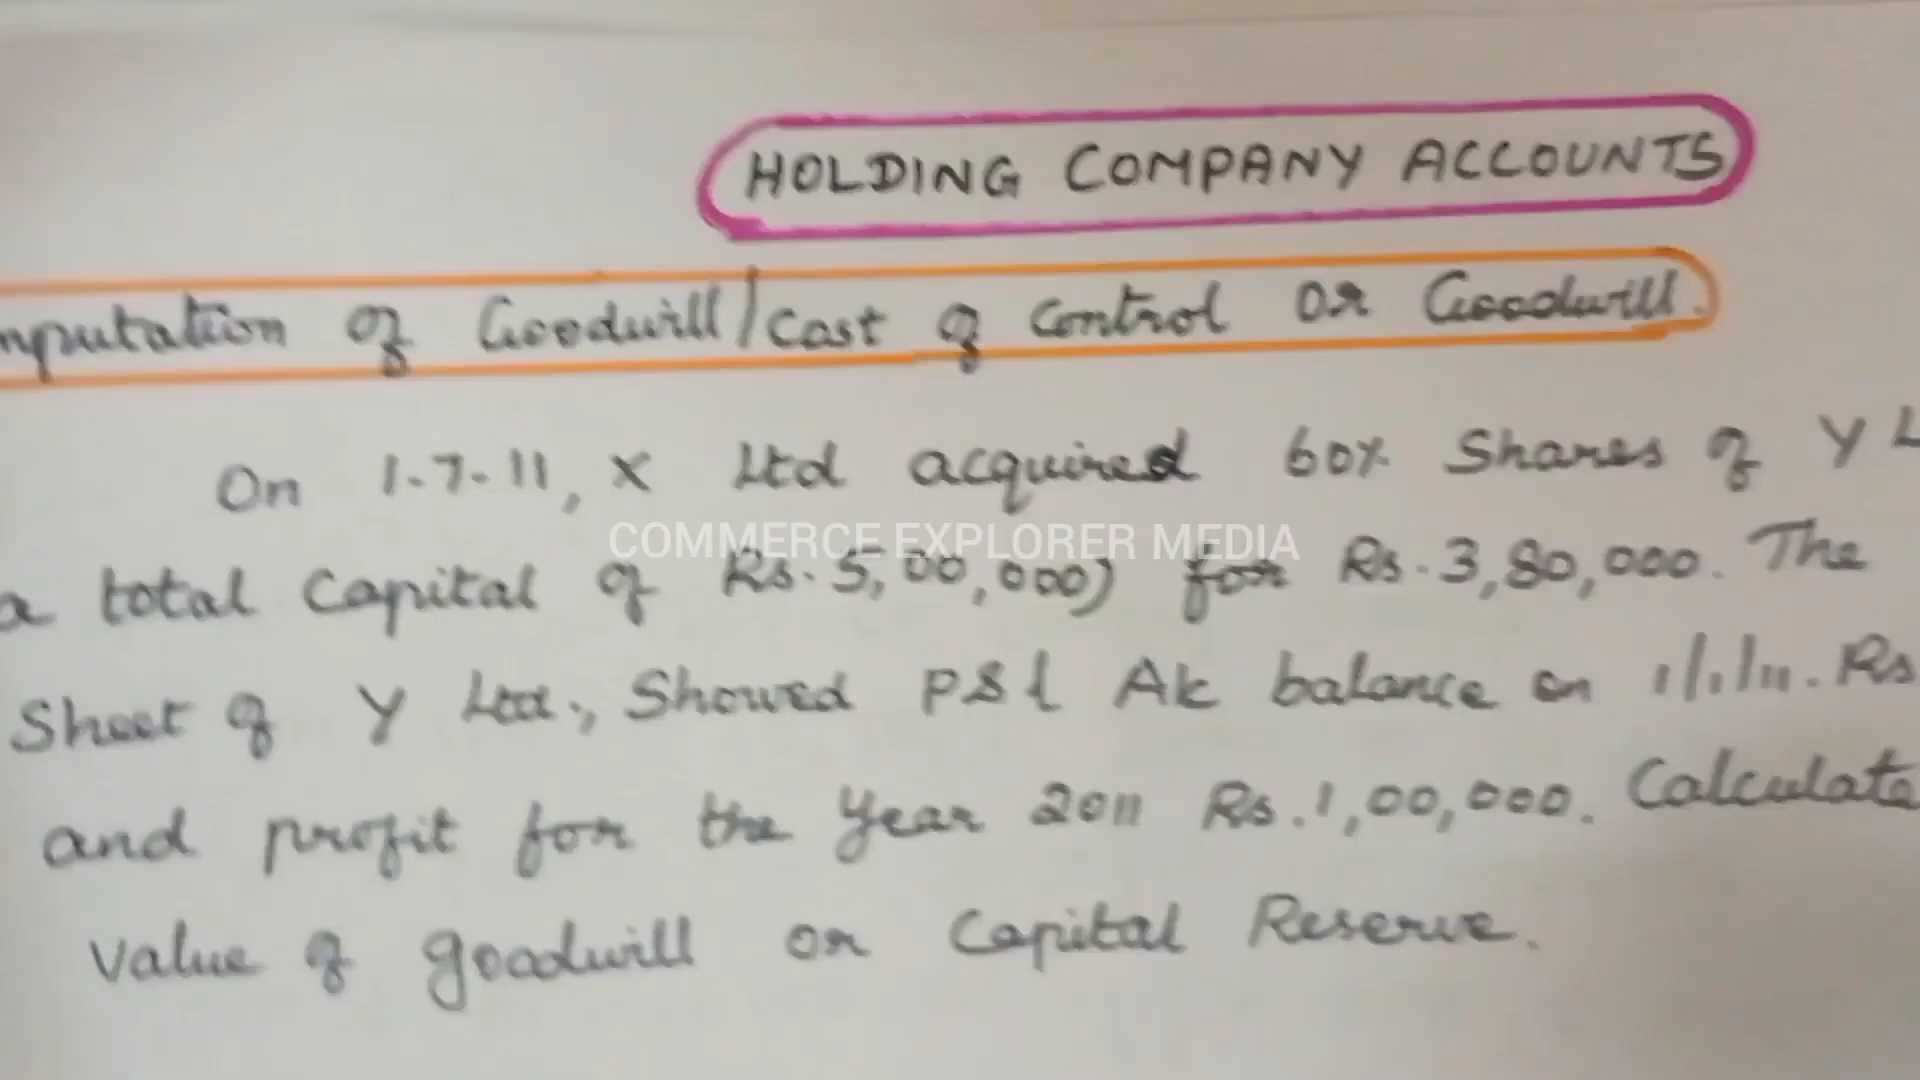 HOLDING COMPANY ACCOUNTS
mputation of Goodwill/cost of control or Goodwill.
On 1-7-11, X Ltd acquired 60% Shares of Y L
COMMERCE EXPLORER MEDIA
a total capital of Rs. 5,00,000) for Rs. 3,80,000. The
Sheet of Y Ltd., Showed P&L A/c balance on 1/1/11. Rs
and profit for the Year 2011 Rs. 1,00,000. Calculate
value of goodwill or Capital Reserve.